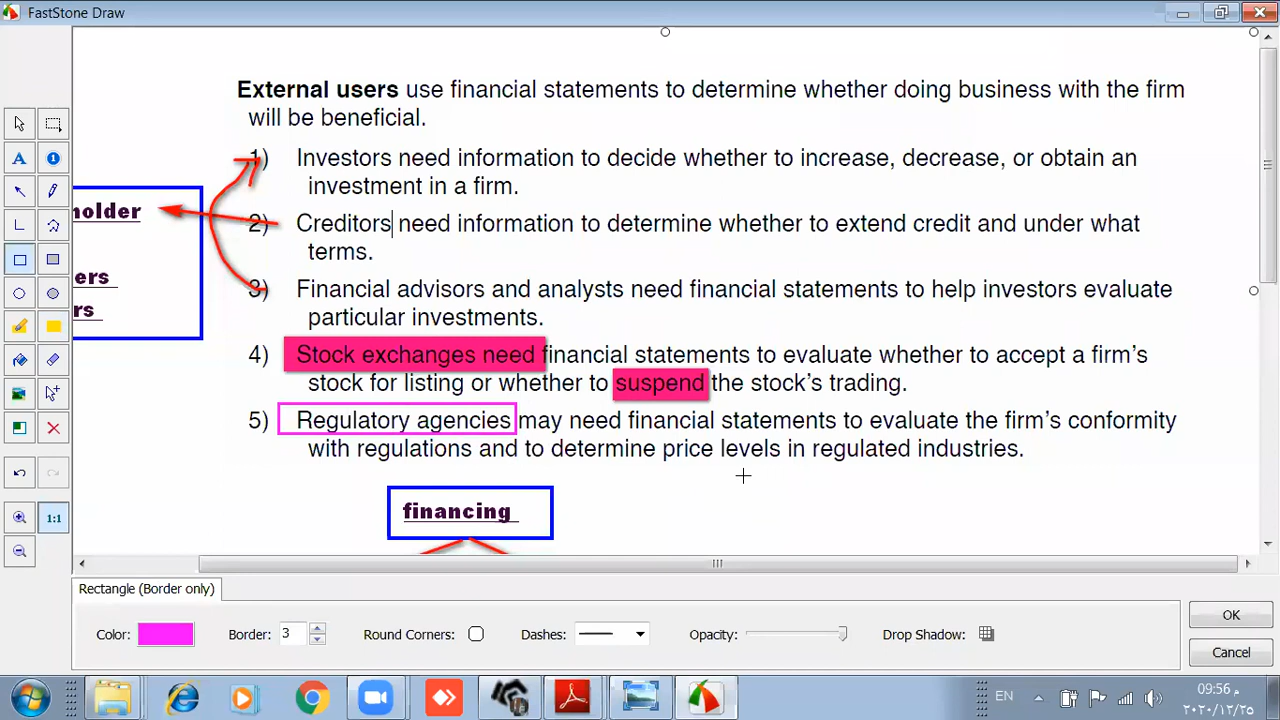 FastStone Draw
External users use financial statements to determine whether doing business with the firm
will be beneficial.
1) Investors need information to decide whether to increase, decrease, or obtain an
investment in a firm.
holder
2) Creditors need information to determine whether to extend credit and under what
terms.
ers
3) Financial advisors and analysts need financial statements to help investors evaluate
rs
particular investments.
4) Stock exchanges need financial statements to evaluate whether to accept a firm's
stock for listing or whether to suspend the stock's trading.
5) Regulatory agencies may need financial statements to evaluate the firm's conformity
with regulations and to determine price levels in regulated industries.
financing
1:1
Rectangle (Border only)
Color: Border: 3 Round Corners: Dashes: Opacity: Drop Shadow:
OK
Cancel
EN
09:56 م
٢٠٢٠/١٢/٢٥